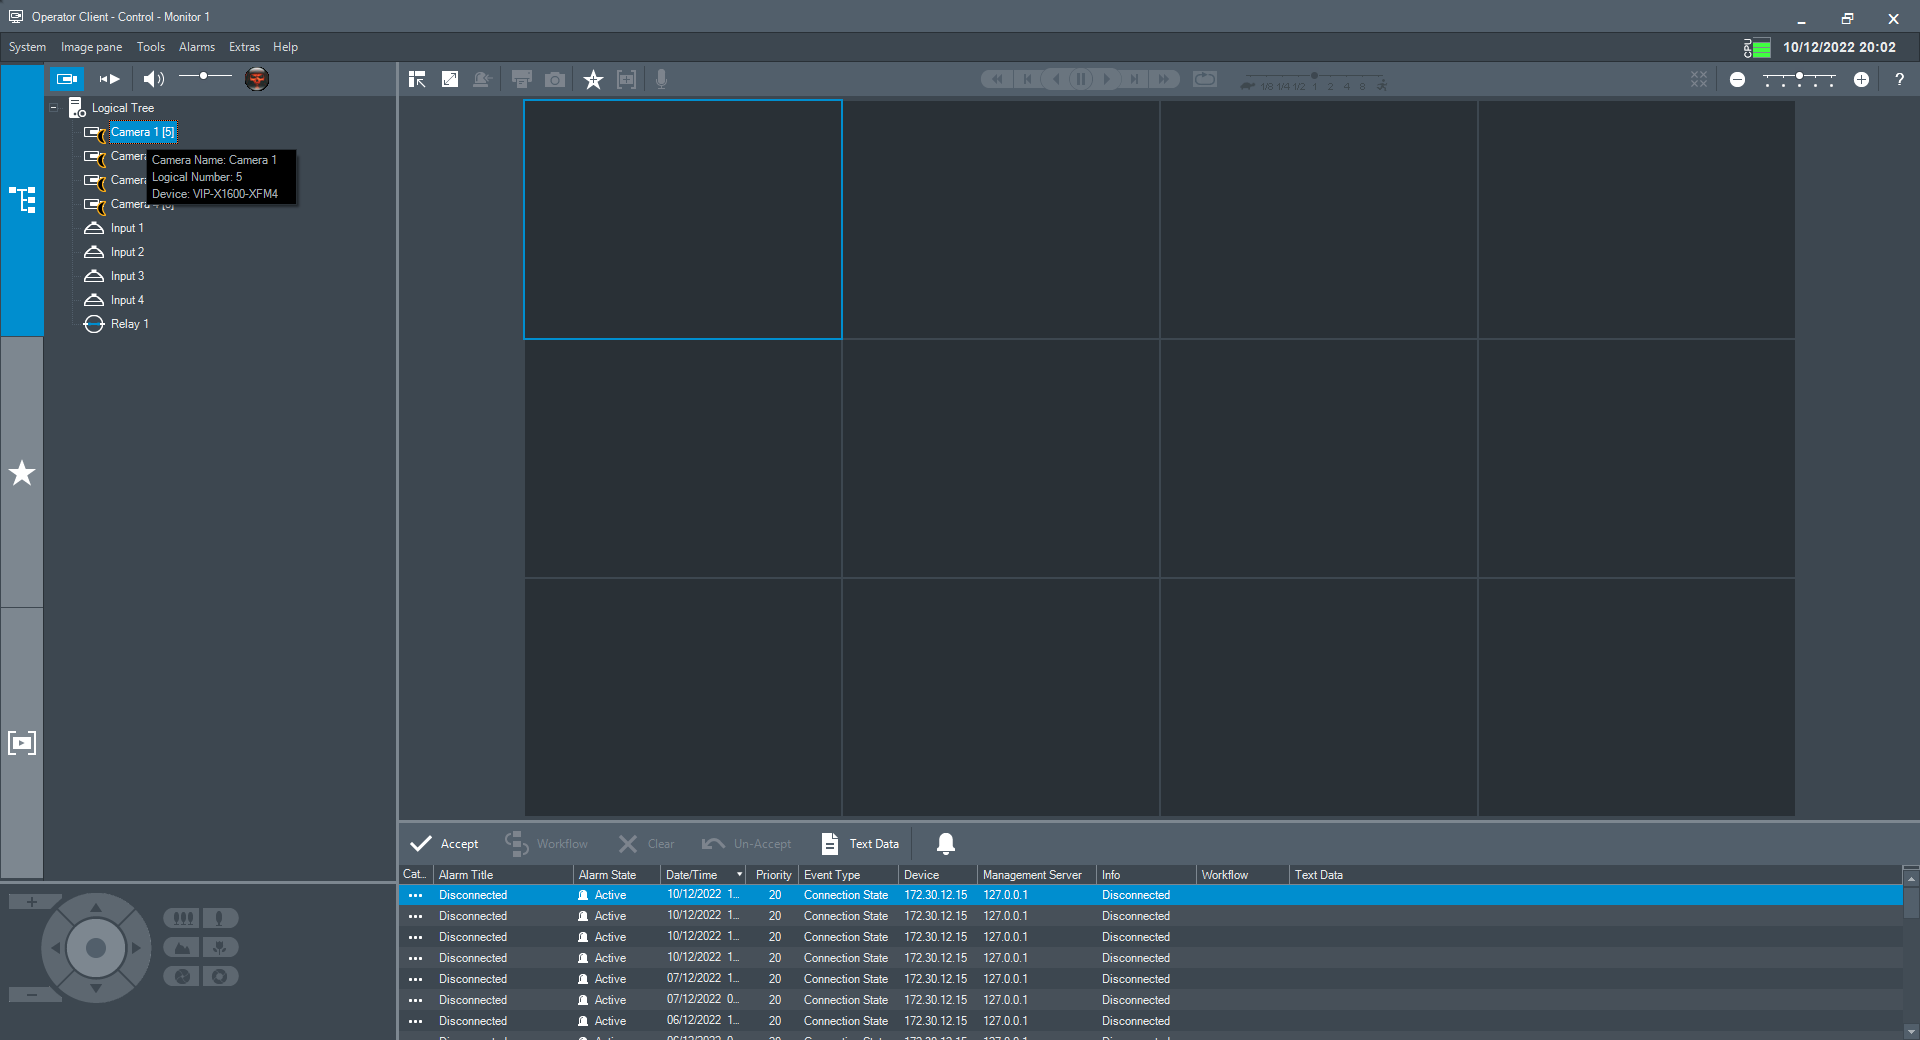 Operator Client - Control - Monitor 1
System Image pane Tools Alarms Extras Help
CPU 10/12/2022 20:02
1/8 1/4 1/2 1 2 4 8
?
Logical Tree
Camera 1 [5]
Camera
Camera
Camera
Camera Name: Camera 1
Logical Number: 5
Device: VIP-X1600-XFM4
Input 1
Input 2
Input 3
Input 4
Relay 1
Accept Workflow Clear Un-Accept Text Data
Cat... Alarm Title Alarm State Date/Time Priority Event Type Device Management Server Info Workflow Text Data
Disconnected Active 10/12/2022 1... 20 Connection State 172.30.12.15 127.0.0.1 Disconnected
Disconnected Active 10/12/2022 1... 20 Connection State 172.30.12.15 127.0.0.1 Disconnected
Disconnected Active 10/12/2022 1... 20 Connection State 172.30.12.15 127.0.0.1 Disconnected
Disconnected Active 10/12/2022 1... 20 Connection State 172.30.12.15 127.0.0.1 Disconnected
Disconnected Active 07/12/2022 1... 20 Connection State 172.30.12.15 127.0.0.1 Disconnected
Disconnected Active 07/12/2022 0... 20 Connection State 172.30.12.15 127.0.0.1 Disconnected
Disconnected Active 06/12/2022 1... 20 Connection State 172.30.12.15 127.0.0.1 Disconnected